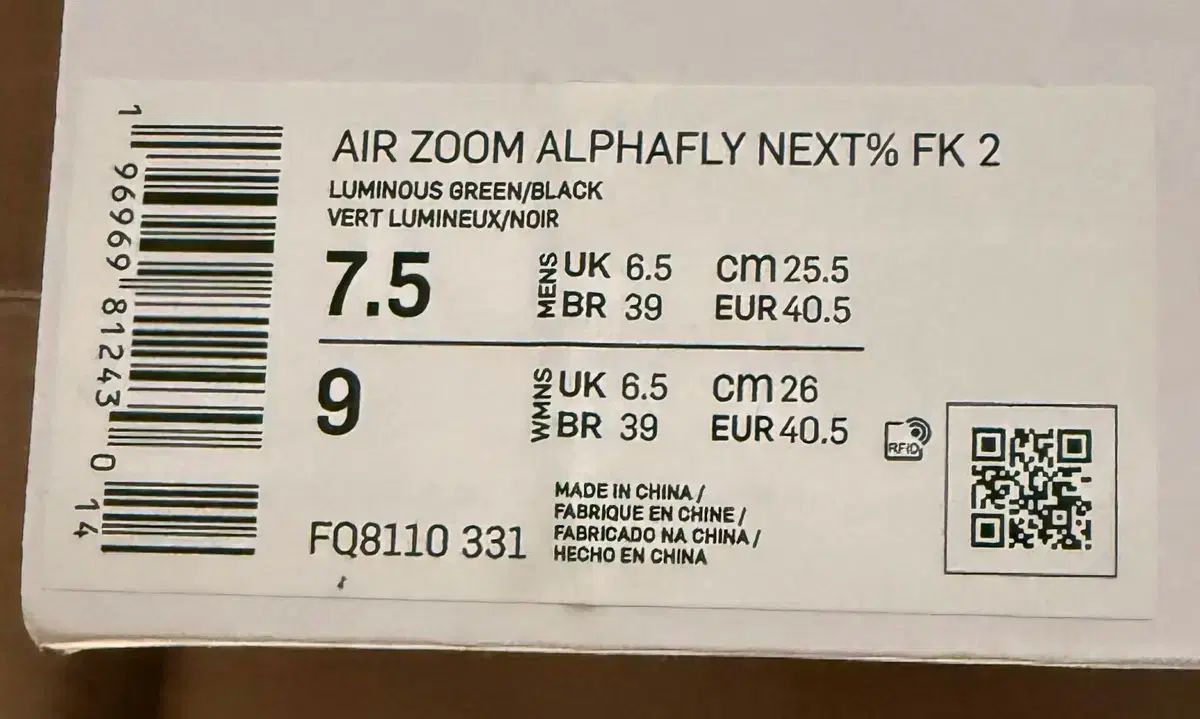 AIR ZOOM ALPHAFLY NEXT% FK 2
LUMINOUS GREEN/BLACK
VERT LUMINEUX/NOIR
7.5
MENS
UK 6.5 cm 25.5
BR 39 EUR 40.5
9
WMNS
UK 6.5 cm 26
BR 39 EUR 40.5
RFID
MADE IN CHINA /
FABRIQUE EN CHINE /
FABRICADO NA CHINA /
HECHO EN CHINA
FQ8110 331
1 96969 81243 0 14